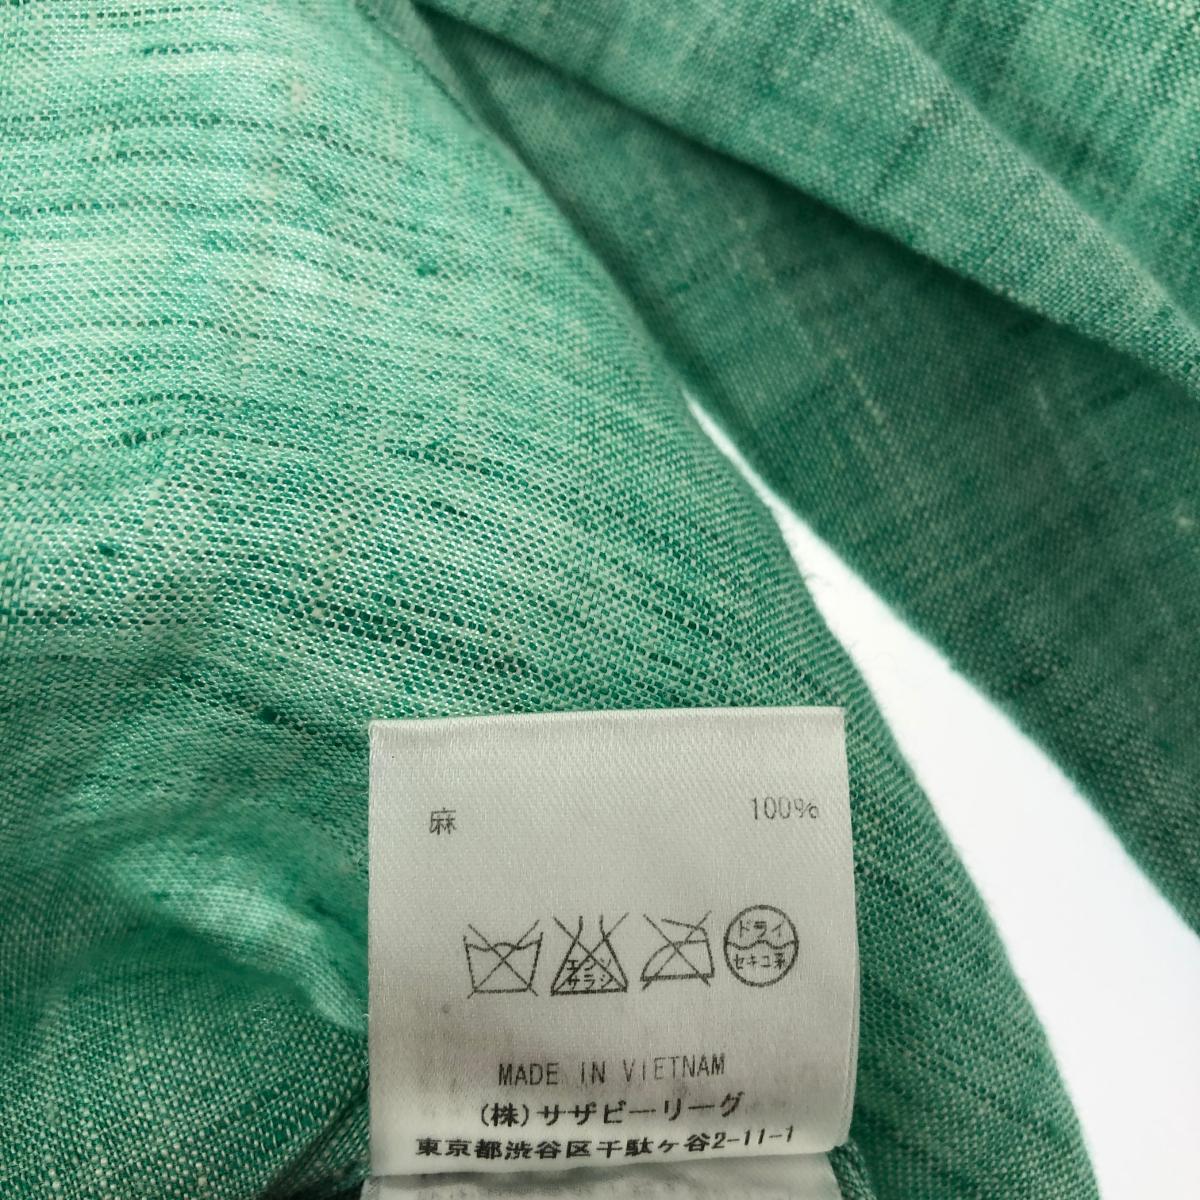 麻 100%
エンソ サラシ ドライ セキユ系
MADE IN VIETNAM
(株)サザビーリーグ
東京都渋谷区千駄ヶ谷2-11-1